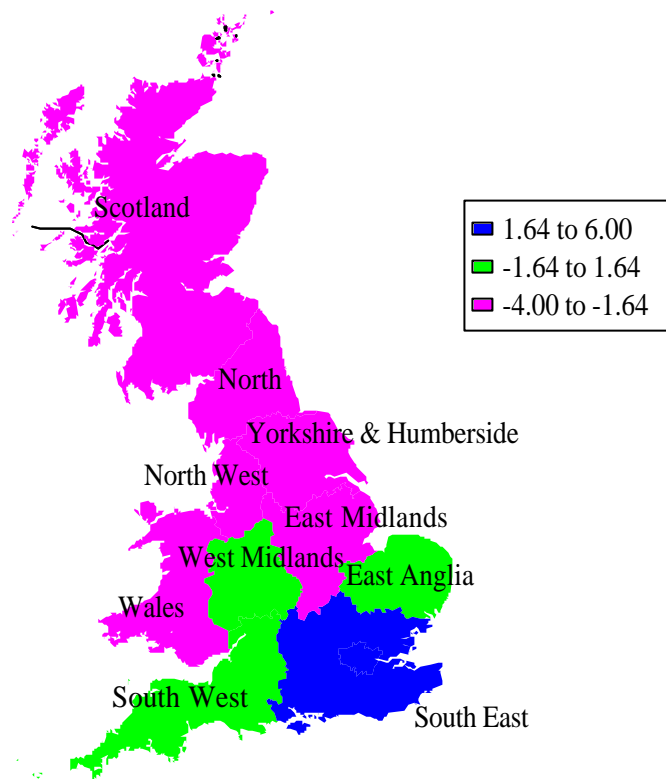 Scotland
1.64 to 6.00
-1.64 to 1.64
-4.00 to -1.64
North
Yorkshire & Humberside
North West
East Midlands
West Midlands
East Anglia
Wales
South West
South East